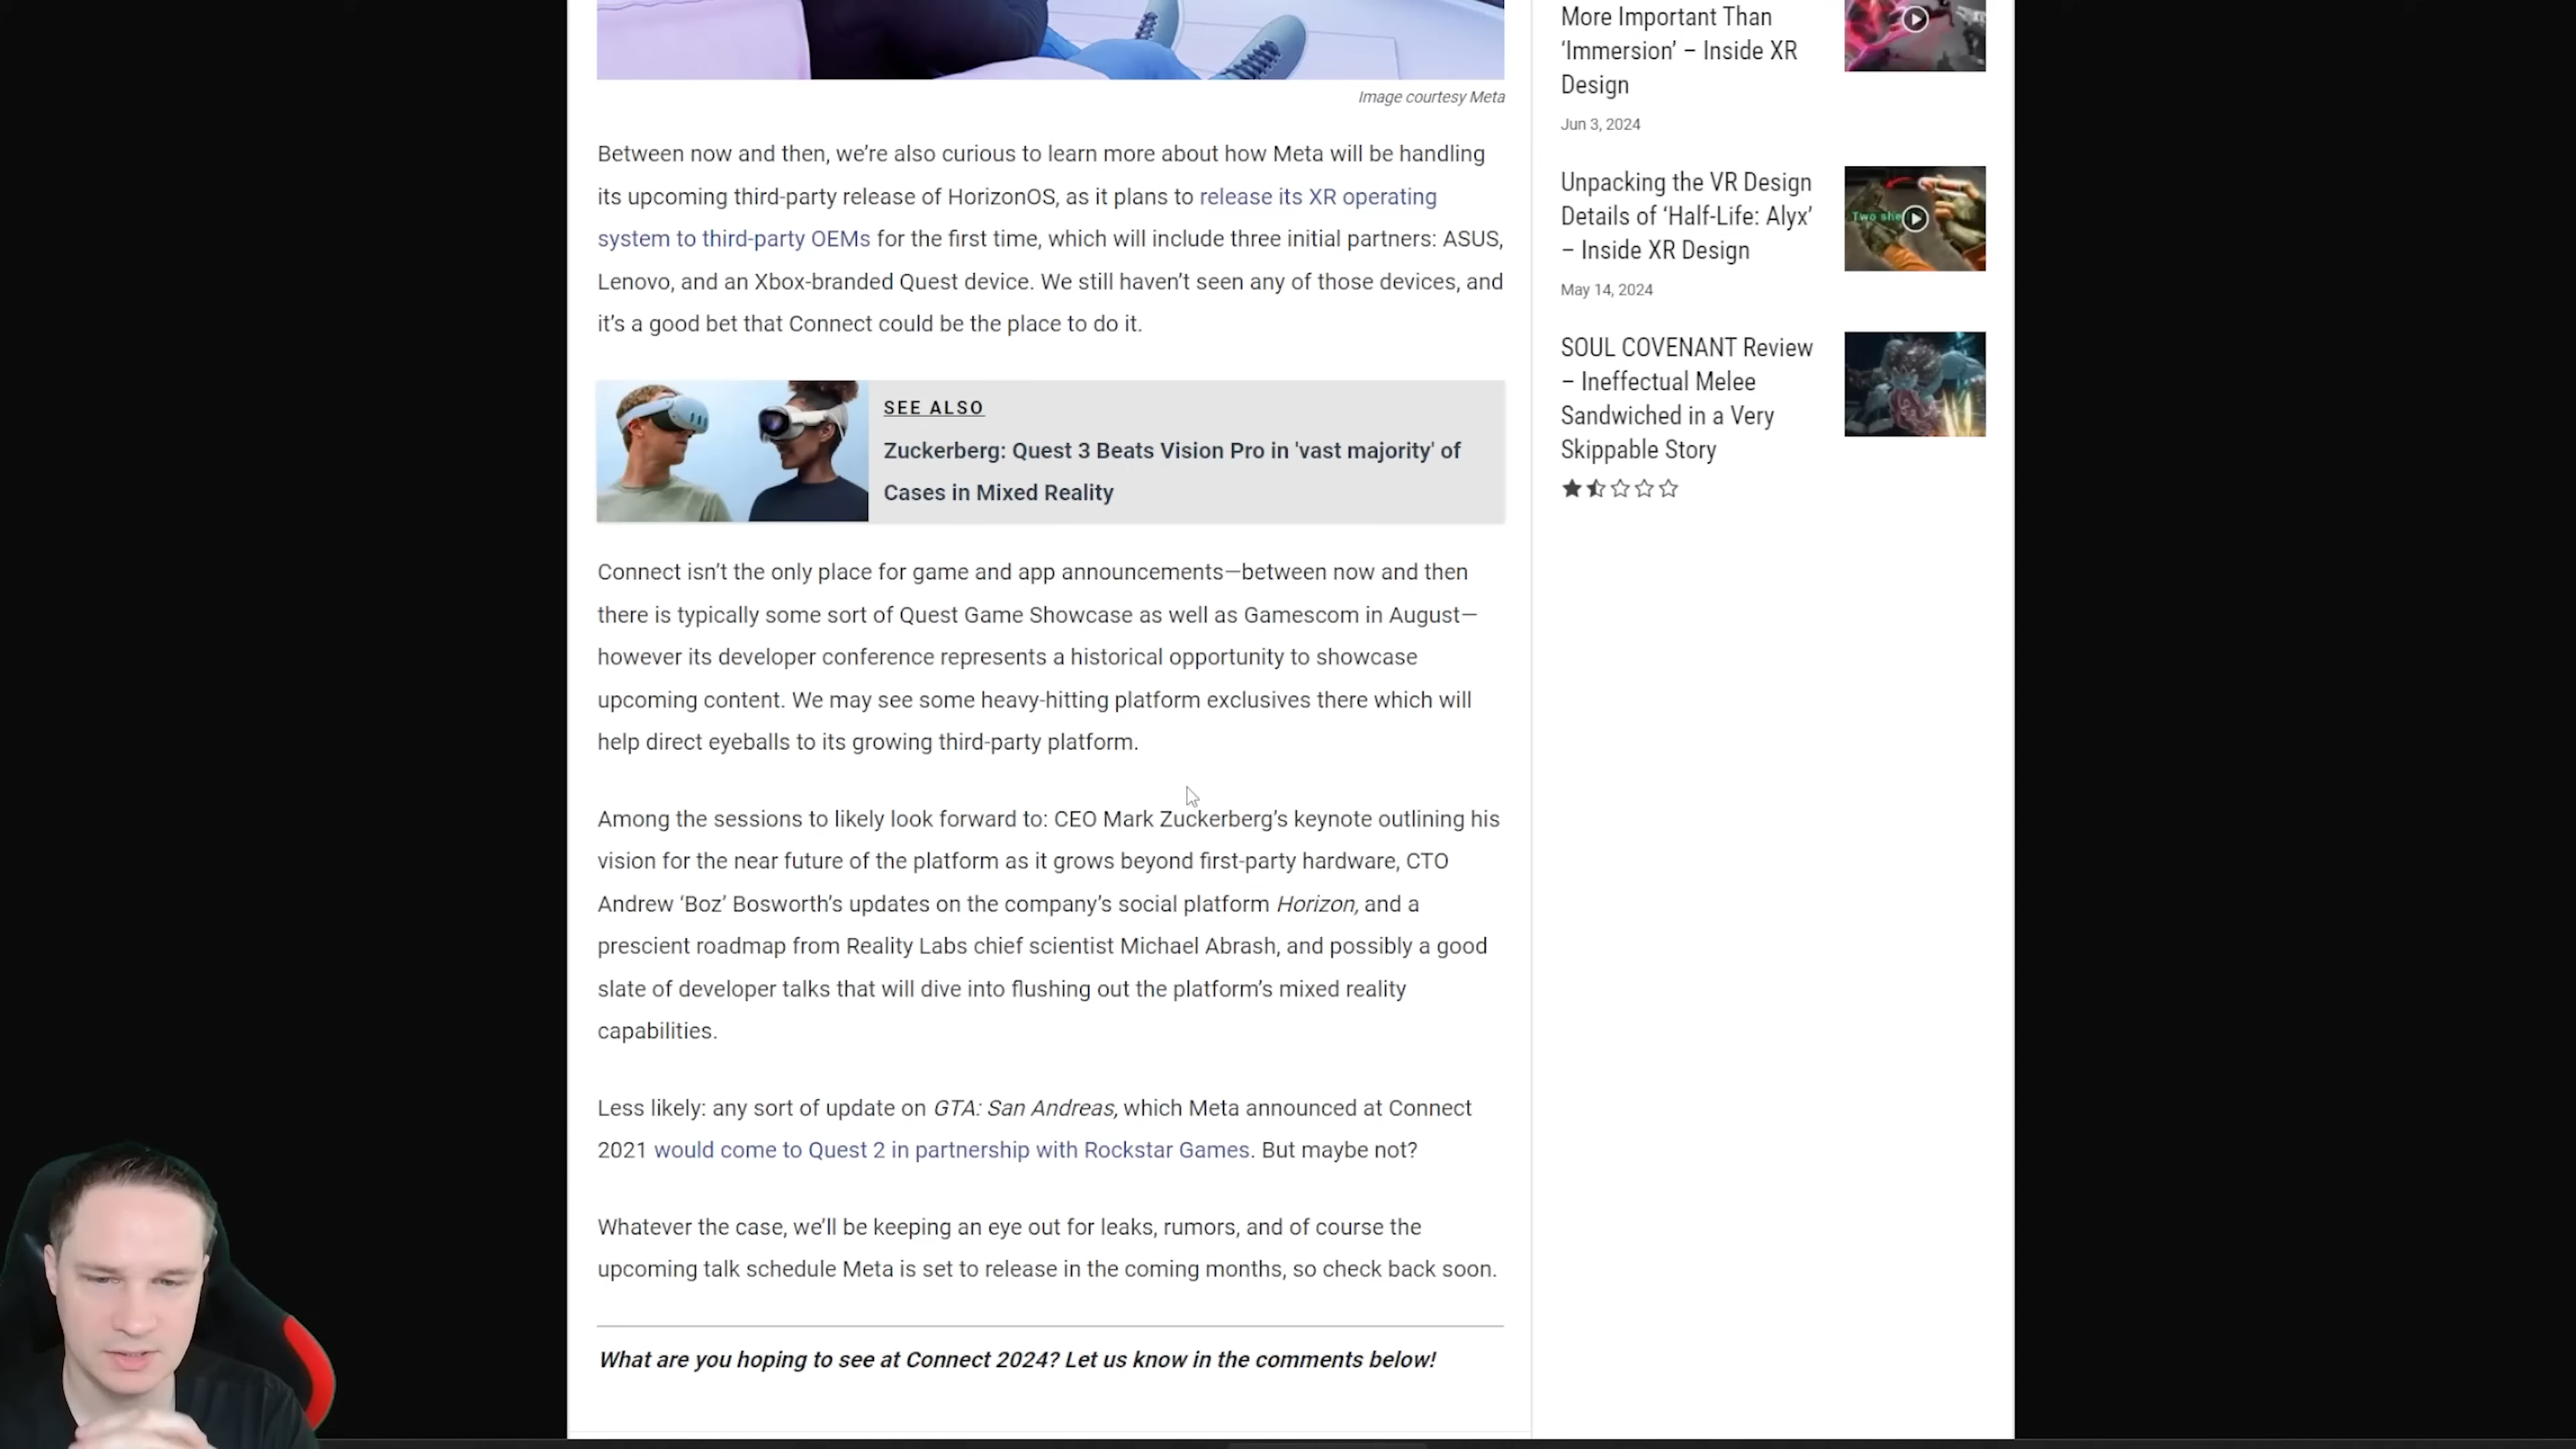 Image courtesy Meta
Between now and then, we’re also curious to learn more about how Meta will be handling
its upcoming third-party release of HorizonOS, as it plans to release its XR operating
system to third-party OEMs for the first time, which will include three initial partners: ASUS,
Lenovo, and an Xbox-branded Quest device. We still haven’t seen any of those devices, and
it’s a good bet that Connect could be the place to do it.
SEE ALSO
Zuckerberg: Quest 3 Beats Vision Pro in 'vast majority' of
Cases in Mixed Reality
Connect isn’t the only place for game and app announcements—between now and then
there is typically some sort of Quest Game Showcase as well as Gamescom in August—
however its developer conference represents a historical opportunity to showcase
upcoming content. We may see some heavy-hitting platform exclusives there which will
help direct eyeballs to its growing third-party platform.
Among the sessions to likely look forward to: CEO Mark Zuckerberg’s keynote outlining his
vision for the near future of the platform as it grows beyond first-party hardware, CTO
Andrew ‘Boz’ Bosworth’s updates on the company’s social platform Horizon, and a
prescient roadmap from Reality Labs chief scientist Michael Abrash, and possibly a good
slate of developer talks that will dive into flushing out the platform’s mixed reality
capabilities.
Less likely: any sort of update on GTA: San Andreas, which Meta announced at Connect
2021 would come to Quest 2 in partnership with Rockstar Games. But maybe not?
Whatever the case, we’ll be keeping an eye out for leaks, rumors, and of course the
upcoming talk schedule Meta is set to release in the coming months, so check back soon.
What are you hoping to see at Connect 2024? Let us know in the comments below!
More Important Than
‘Immersion’ – Inside XR
Design
Jun 3, 2024
Unpacking the VR Design
Details of ‘Half-Life: Alyx’
– Inside XR Design
May 14, 2024
Two she
SOUL COVENANT Review
– Ineffectual Melee
Sandwiched in a Very
Skippable Story